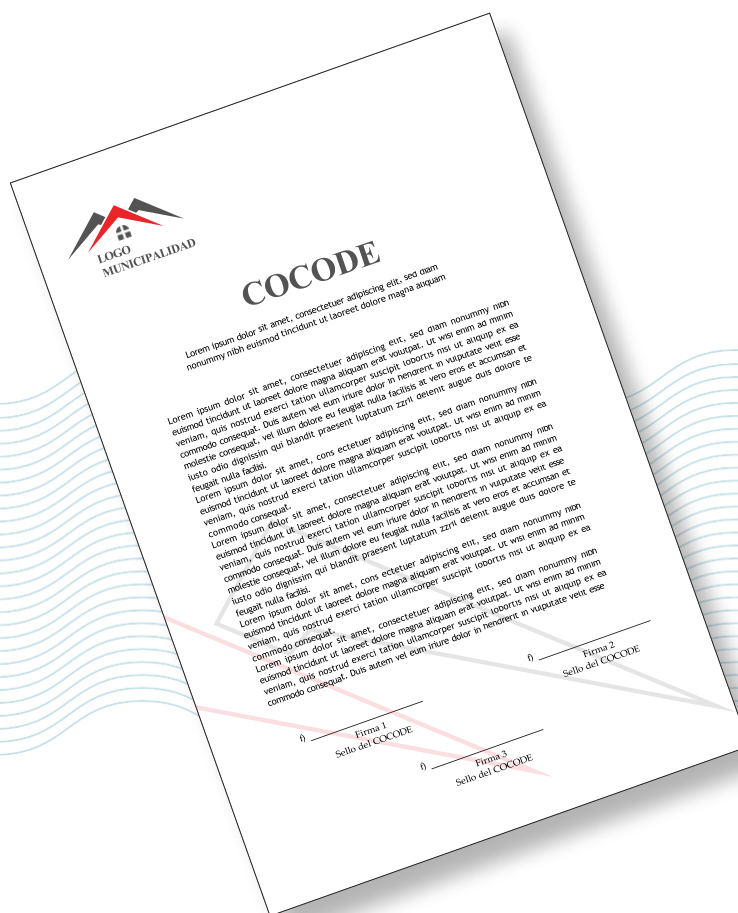 LOGO
MUNICIPALIDAD
COCODE
Lorem ipsum dolor sit amet, consectetuer adipiscing elit, sed diam
nonummy nibh euismod tincidunt ut laoreet dolore magna aliquam
Lorem ipsum dolor sit amet, consectetuer adipiscing elit, sed diam nonummy nibh
euismod tincidunt ut laoreet dolore magna aliquam erat volutpat. Ut wisi enim ad minim
veniam, quis nostrud exerci tation ullamcorper suscipit lobortis nisl ut aliquip ex ea
commodo consequat. Duis autem vel eum iriure dolor in hendrerit in vulputate velit esse
molestie consequat, vel illum dolore eu feugiat nulla facilisis at vero eros et accumsan et
iusto odio dignissim qui blandit praesent luptatum zzril delenit augue duis dolore te
feugait nulla facilisi.
Lorem ipsum dolor sit amet, cons ectetuer adipiscing elit, sed diam nonummy nibh
euismod tincidunt ut laoreet dolore magna aliquam erat volutpat. Ut wisi enim ad minim
veniam, quis nostrud exerci tation ullamcorper suscipit lobortis nisl ut aliquip ex ea
commodo consequat.
Lorem ipsum dolor sit amet, consectetuer adipiscing elit, sed diam nonummy nibh
euismod tincidunt ut laoreet dolore magna aliquam erat volutpat. Ut wisi enim ad minim
veniam, quis nostrud exerci tation ullamcorper suscipit lobortis nisl ut aliquip ex ea
commodo consequat. Duis autem vel eum iriure dolor in hendrerit in vulputate velit esse
molestie consequat, vel illum dolore eu feugiat nulla facilisis at vero eros et accumsan et
iusto odio dignissim qui blandit praesent luptatum zzril delenit augue duis dolore te
feugait nulla facilisi.
Lorem ipsum dolor sit amet, cons ectetuer adipiscing elit, sed diam nonummy nibh
euismod tincidunt ut laoreet dolore magna aliquam erat volutpat. Ut wisi enim ad minim
veniam, quis nostrud exerci tation ullamcorper suscipit lobortis nisl ut aliquip ex ea
commodo consequat.
Lorem ipsum dolor sit amet, consectetuer adipiscing elit, sed diam nonummy nibh
euismod tincidunt ut laoreet dolore magna aliquam erat volutpat. Ut wisi enim ad minim
veniam, quis nostrud exerci tation ullamcorper suscipit lobortis nisl ut aliquip ex ea
commodo consequat. Duis autem vel eum iriure dolor in hendrerit in vulputate velit esse
f)
Firma 1
Sello del COCODE
f)
Firma 2
Sello del COCODE
f)
Firma 3
Sello del COCODE